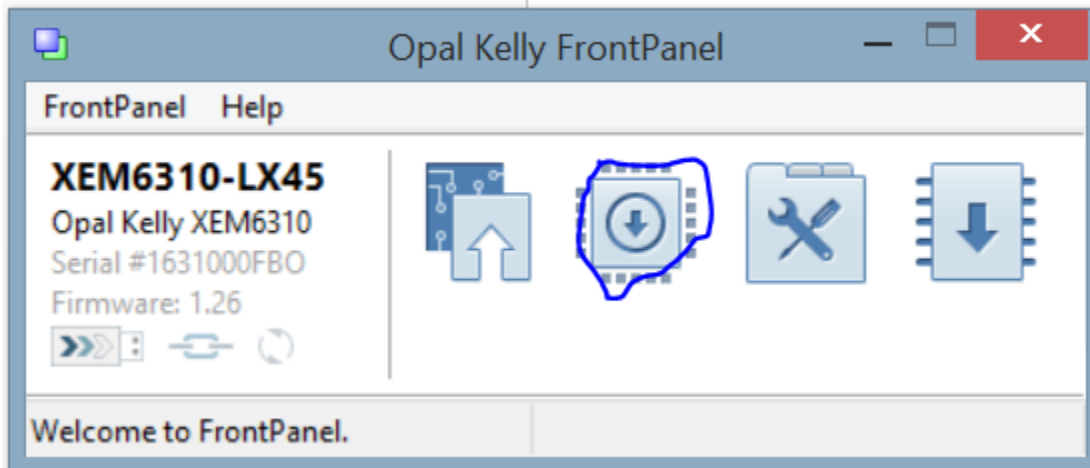 Opal Kelly FrontPanel
FrontPanel Help
XEM6310-LX45
Opal Kelly XEM6310
Serial #1631000FBO
Firmware: 1.26
Welcome to FrontPanel.